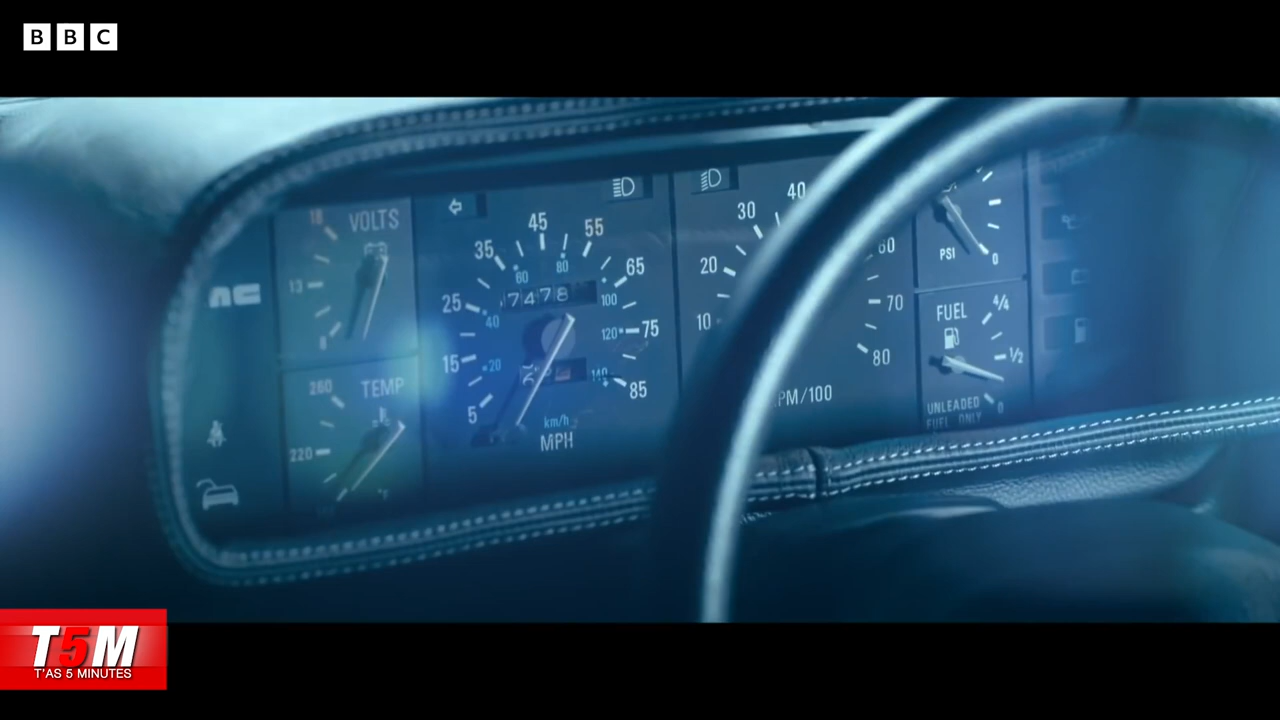 BBC
18
VOLTS
13
8
260
TEMP
220
°F
5
15
25
35
45
55
65
75
85
20
40
60
80
100
120
140
7478
km/h
MPH
10
20
30
40
60
70
80
RPM/100
PSI
0
FUEL
4/4
1/2
0
UNLEADED
FUEL ONLY
T5M
T'AS 5 MINUTES